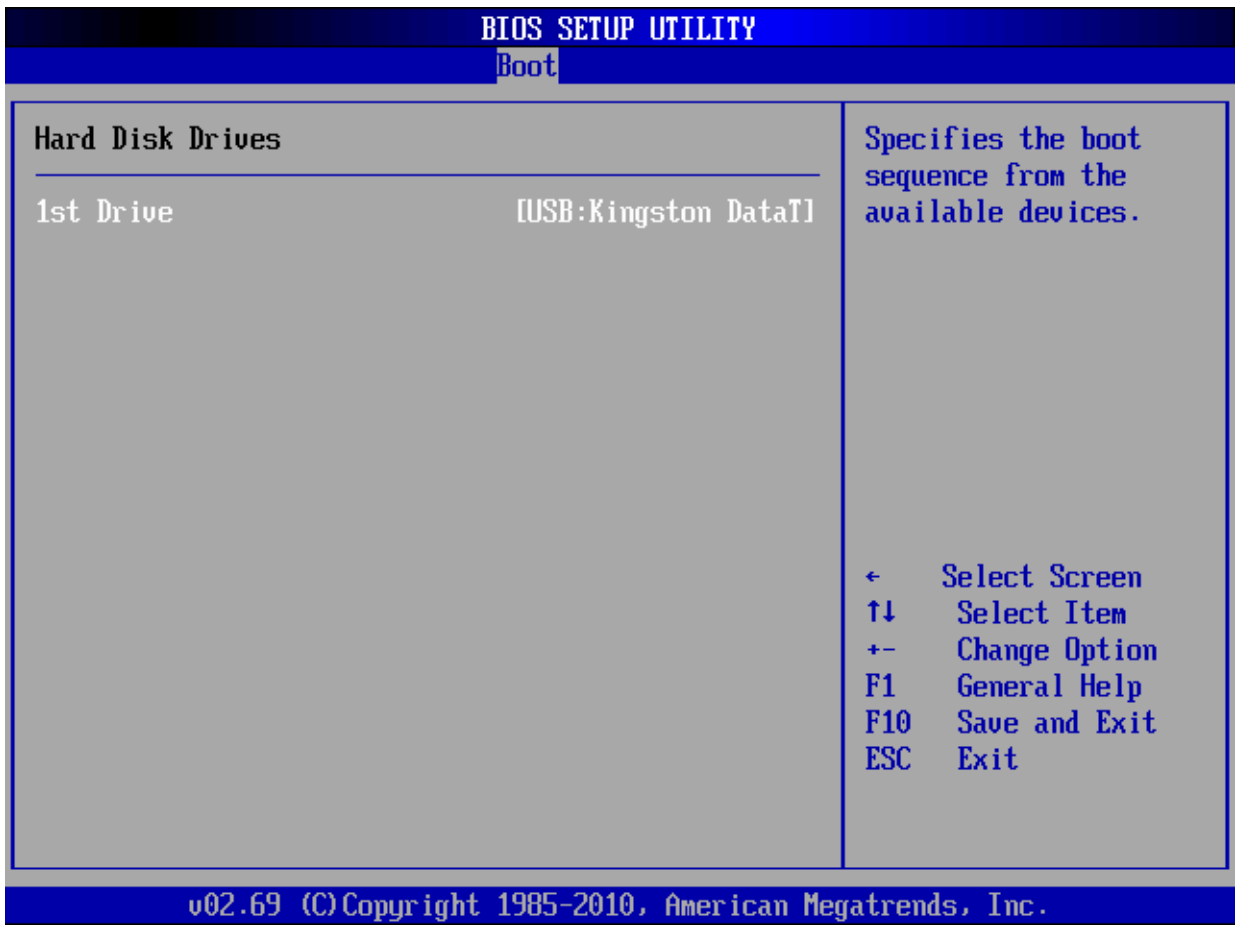 BIOS SETUP UTILITY
Boot
Hard Disk Drives
1st Drive [USB:Kingston DataT]
Specifies the boot
sequence from the
available devices.
← Select Screen
↑↓ Select Item
+- Change Option
F1 General Help
F10 Save and Exit
ESC Exit
v02.69 (C)Copyright 1985-2010, American Megatrends, Inc.